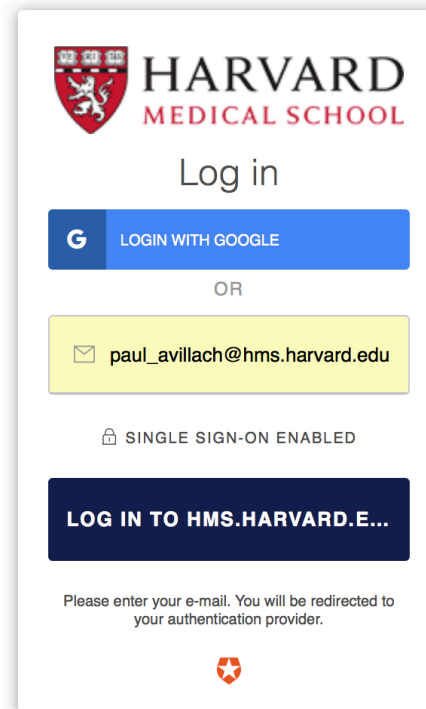 HARVARD
MEDICAL SCHOOL
Log in
G LOGIN WITH GOOGLE
OR
paul_avillach@hms.harvard.edu
SINGLE SIGN-ON ENABLED
LOG IN TO HMS.HARVARD.E...
Please enter your e-mail. You will be redirected to
your authentication provider.